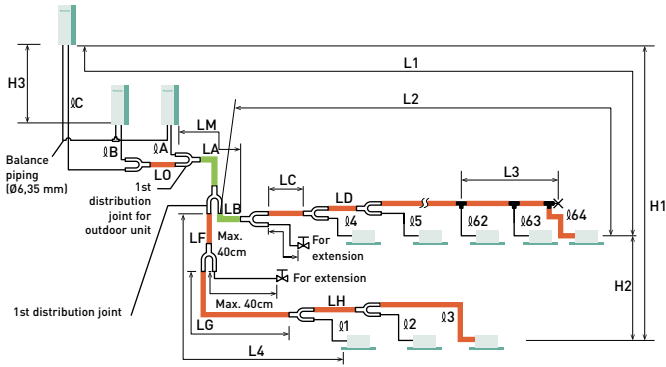 H3
ℓC
L1
L2
ℓB
ℓA
LM
LA
LO
Balance
piping
(Ø6,35 mm)
1st
distribution
joint for
outdoor unit
LB
LC
LD
L3
ℓ4
ℓ5
ℓ62
ℓ63
ℓ64
H1
LF
Max.
40cm
For
extension
For extension
Max. 40cm
H2
1st distribution joint
LG
LH
ℓ1
ℓ2
ℓ3
L4